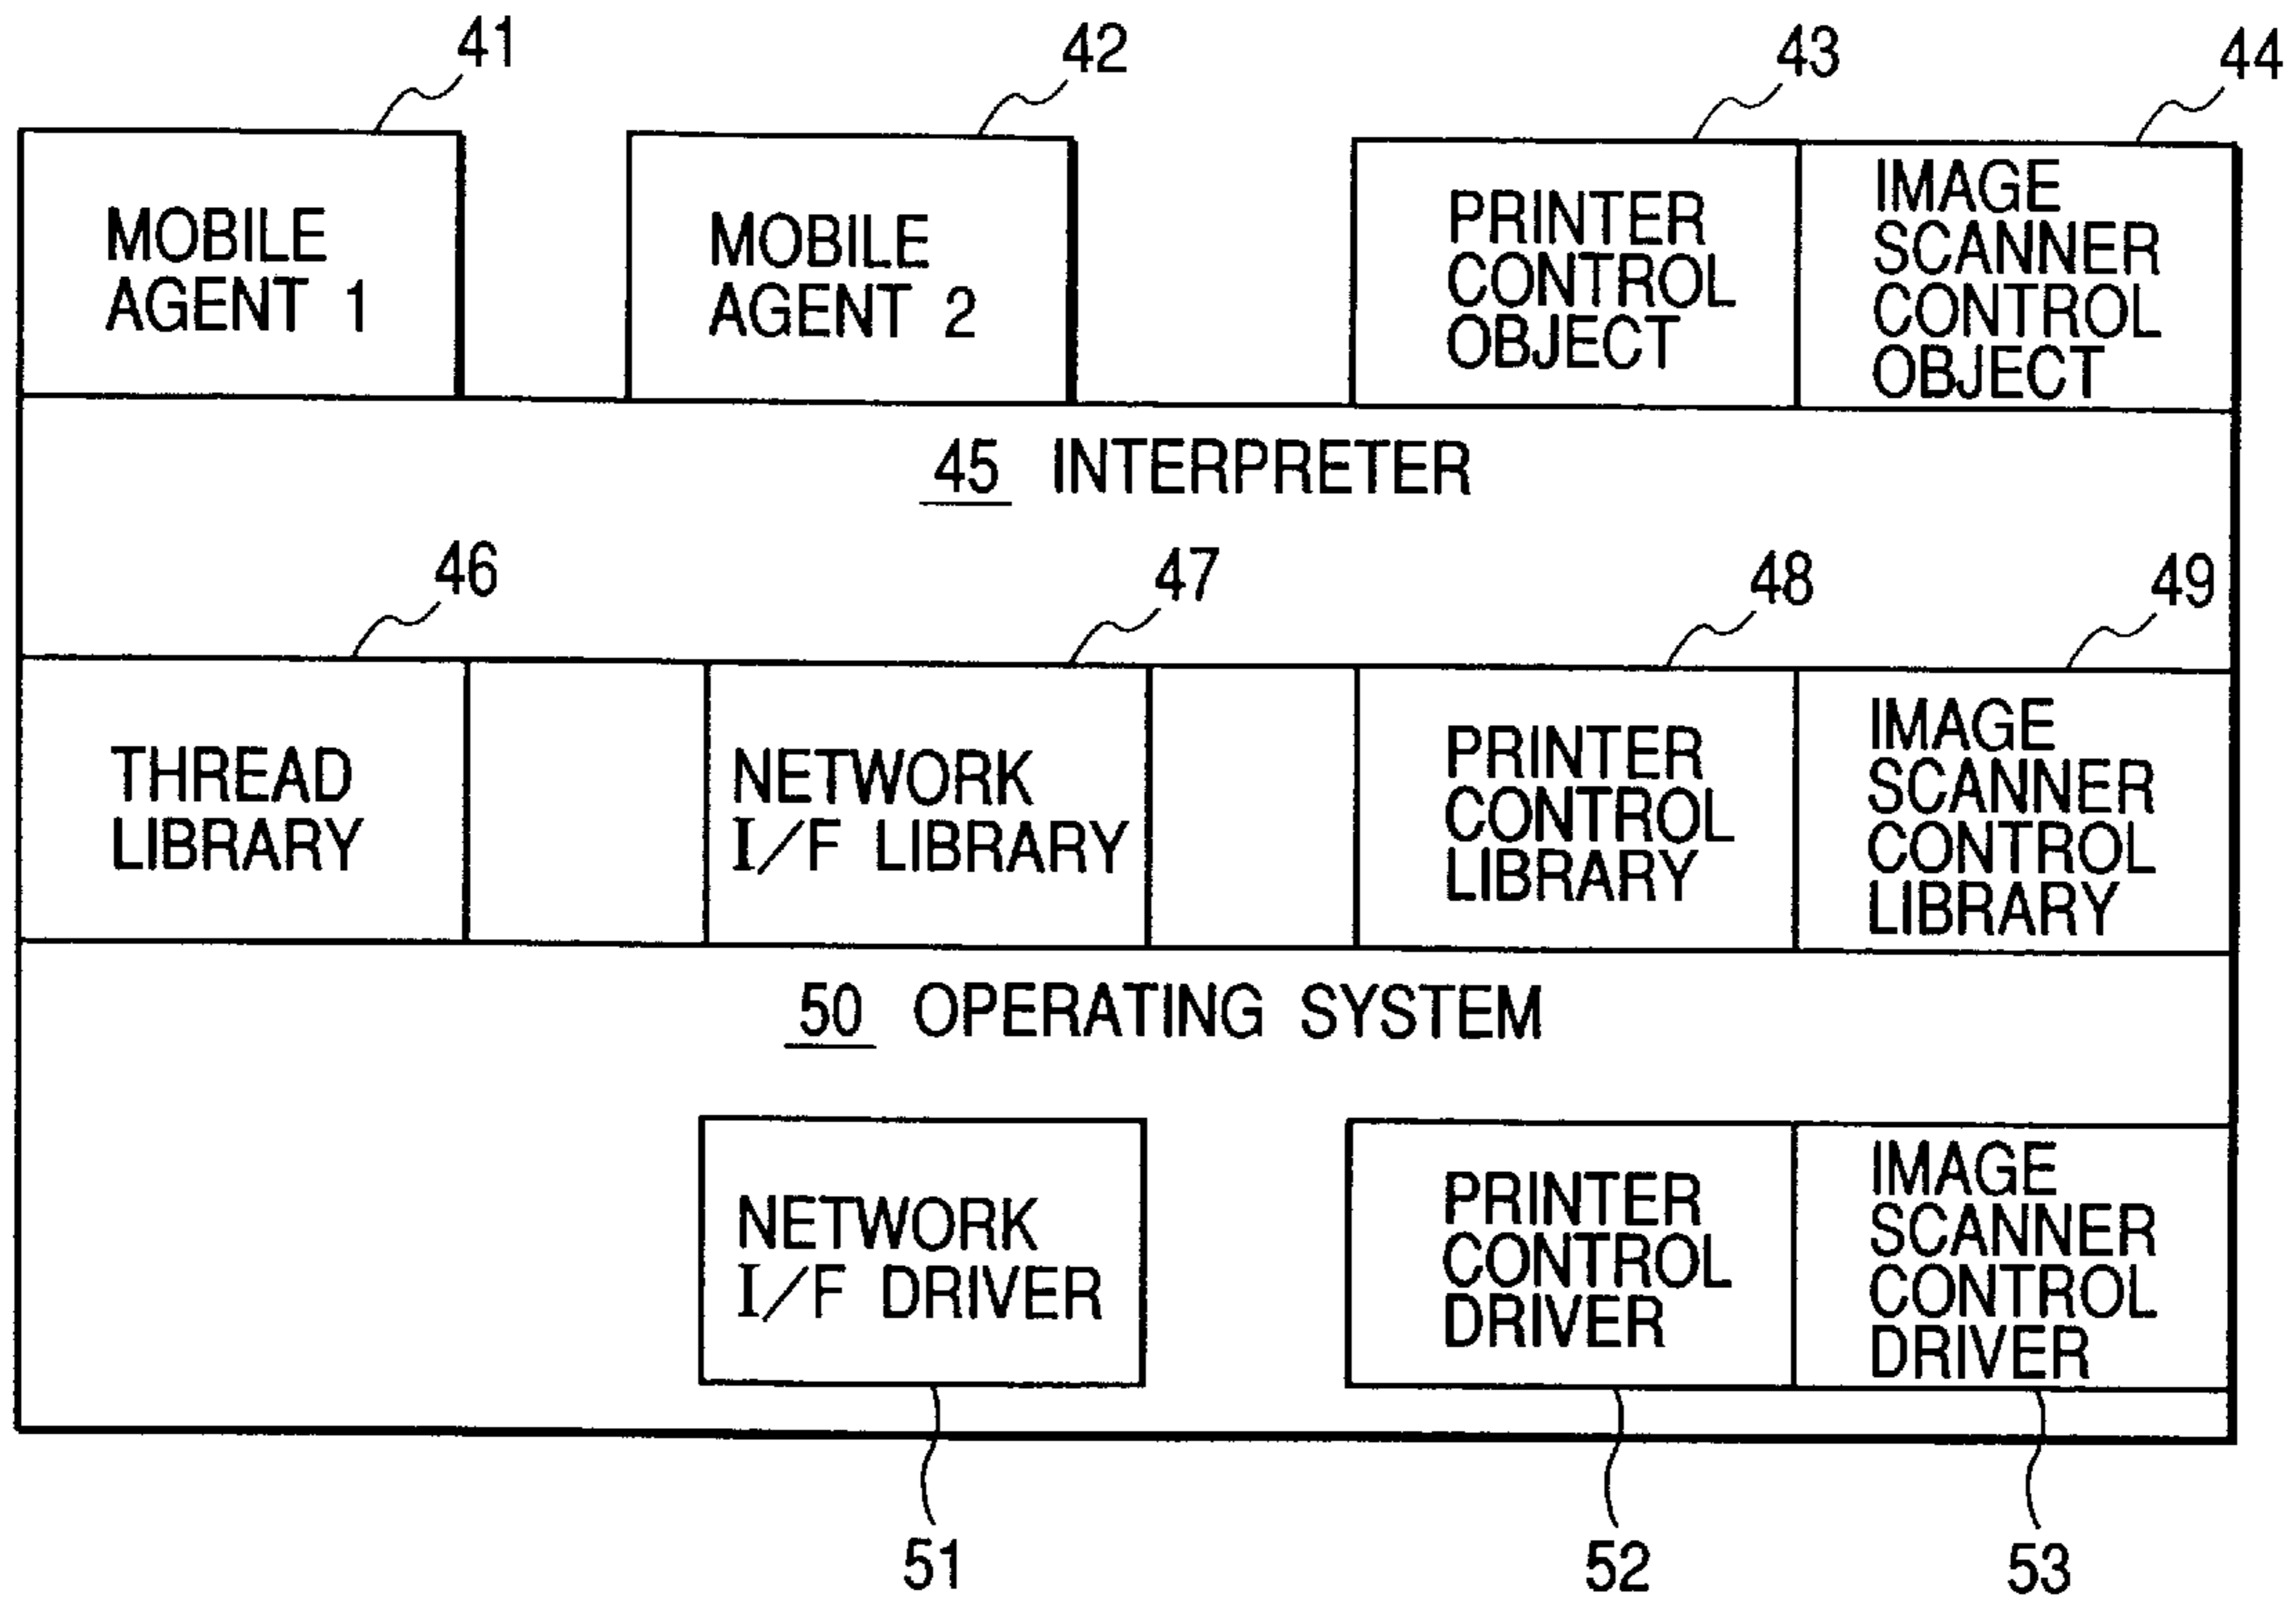 41
42
43
44
MOBILE
AGENT 1
MOBILE
AGENT 2
PRINTER
CONTROL
OBJECT
IMAGE
SCANNER
CONTROL
OBJECT
45 INTERPRETER
46
47
48
49
THREAD
LIBRARY
NETWORK
I/F LIBRARY
PRINTER
CONTROL
LIBRARY
IMAGE
SCANNER
CONTROL
LIBRARY
50 OPERATING SYSTEM
NETWORK
I/F DRIVER
PRINTER
CONTROL
DRIVER
IMAGE
SCANNER
CONTROL
DRIVER
51
52
53